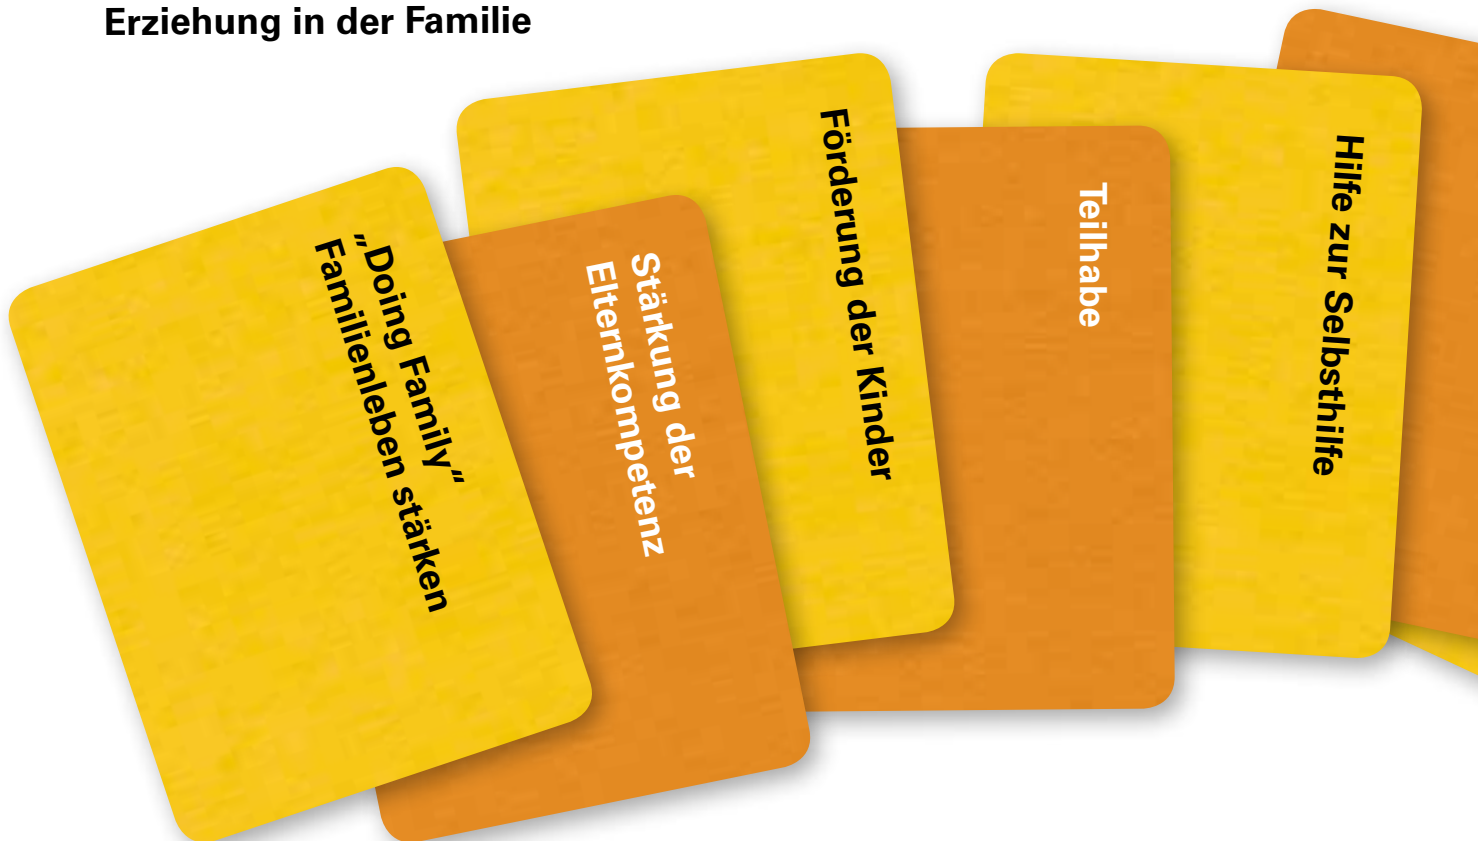 Erziehung in der Familie
„Doing Family“
Familienleben stärken
Stärkung der
Elternkompetenz
Förderung der Kinder
Teilhabe
Hilfe zur Selbsthilfe